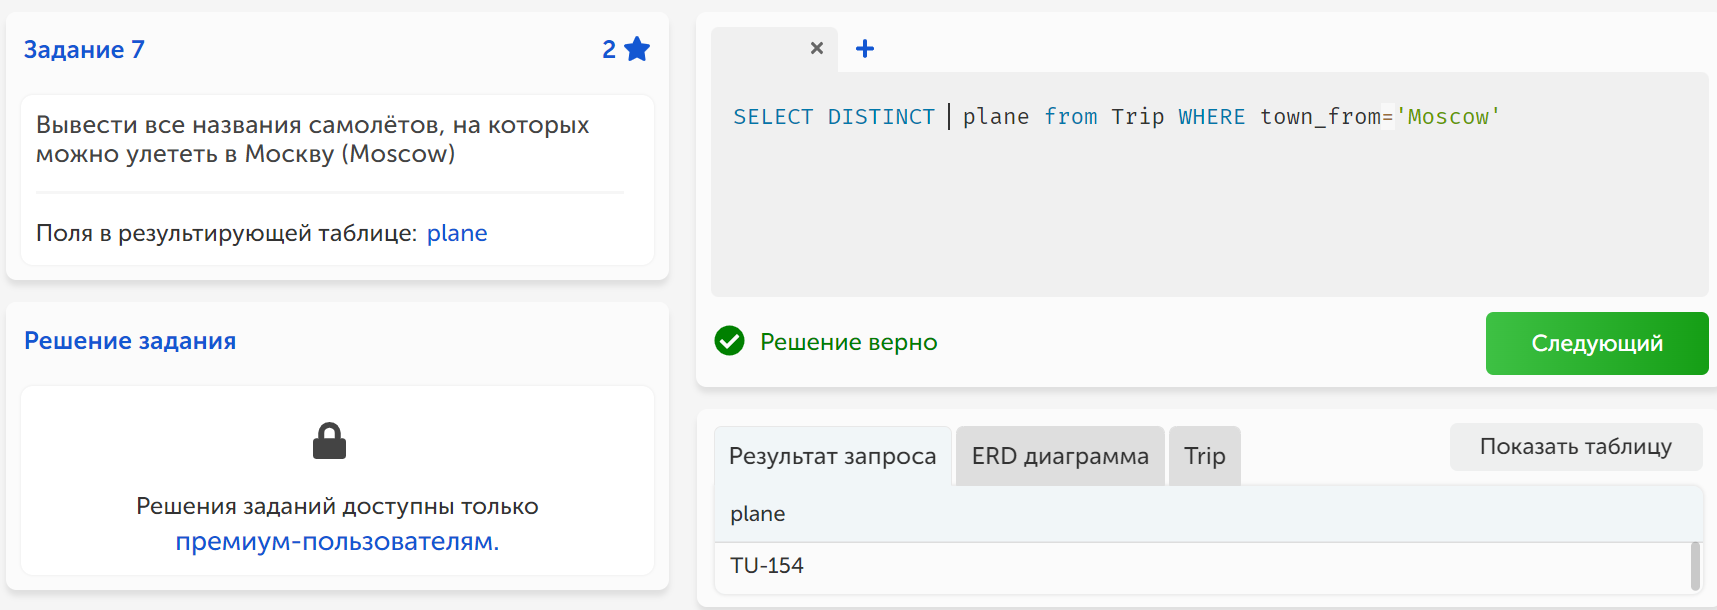 Задание 7
2
Вывести все названия самолётов, на которых
можно улететь в Москву (Moscow)
Поля в результирующей таблице: plane
Решение задания
Решения заданий доступны только
премиум-пользователям.
SELECT DISTINCT plane from Trip WHERE town_from='Moscow'
Решение верно
Следующий
Результат запроса
ERD диаграмма
Trip
Показать таблицу
plane
TU-154